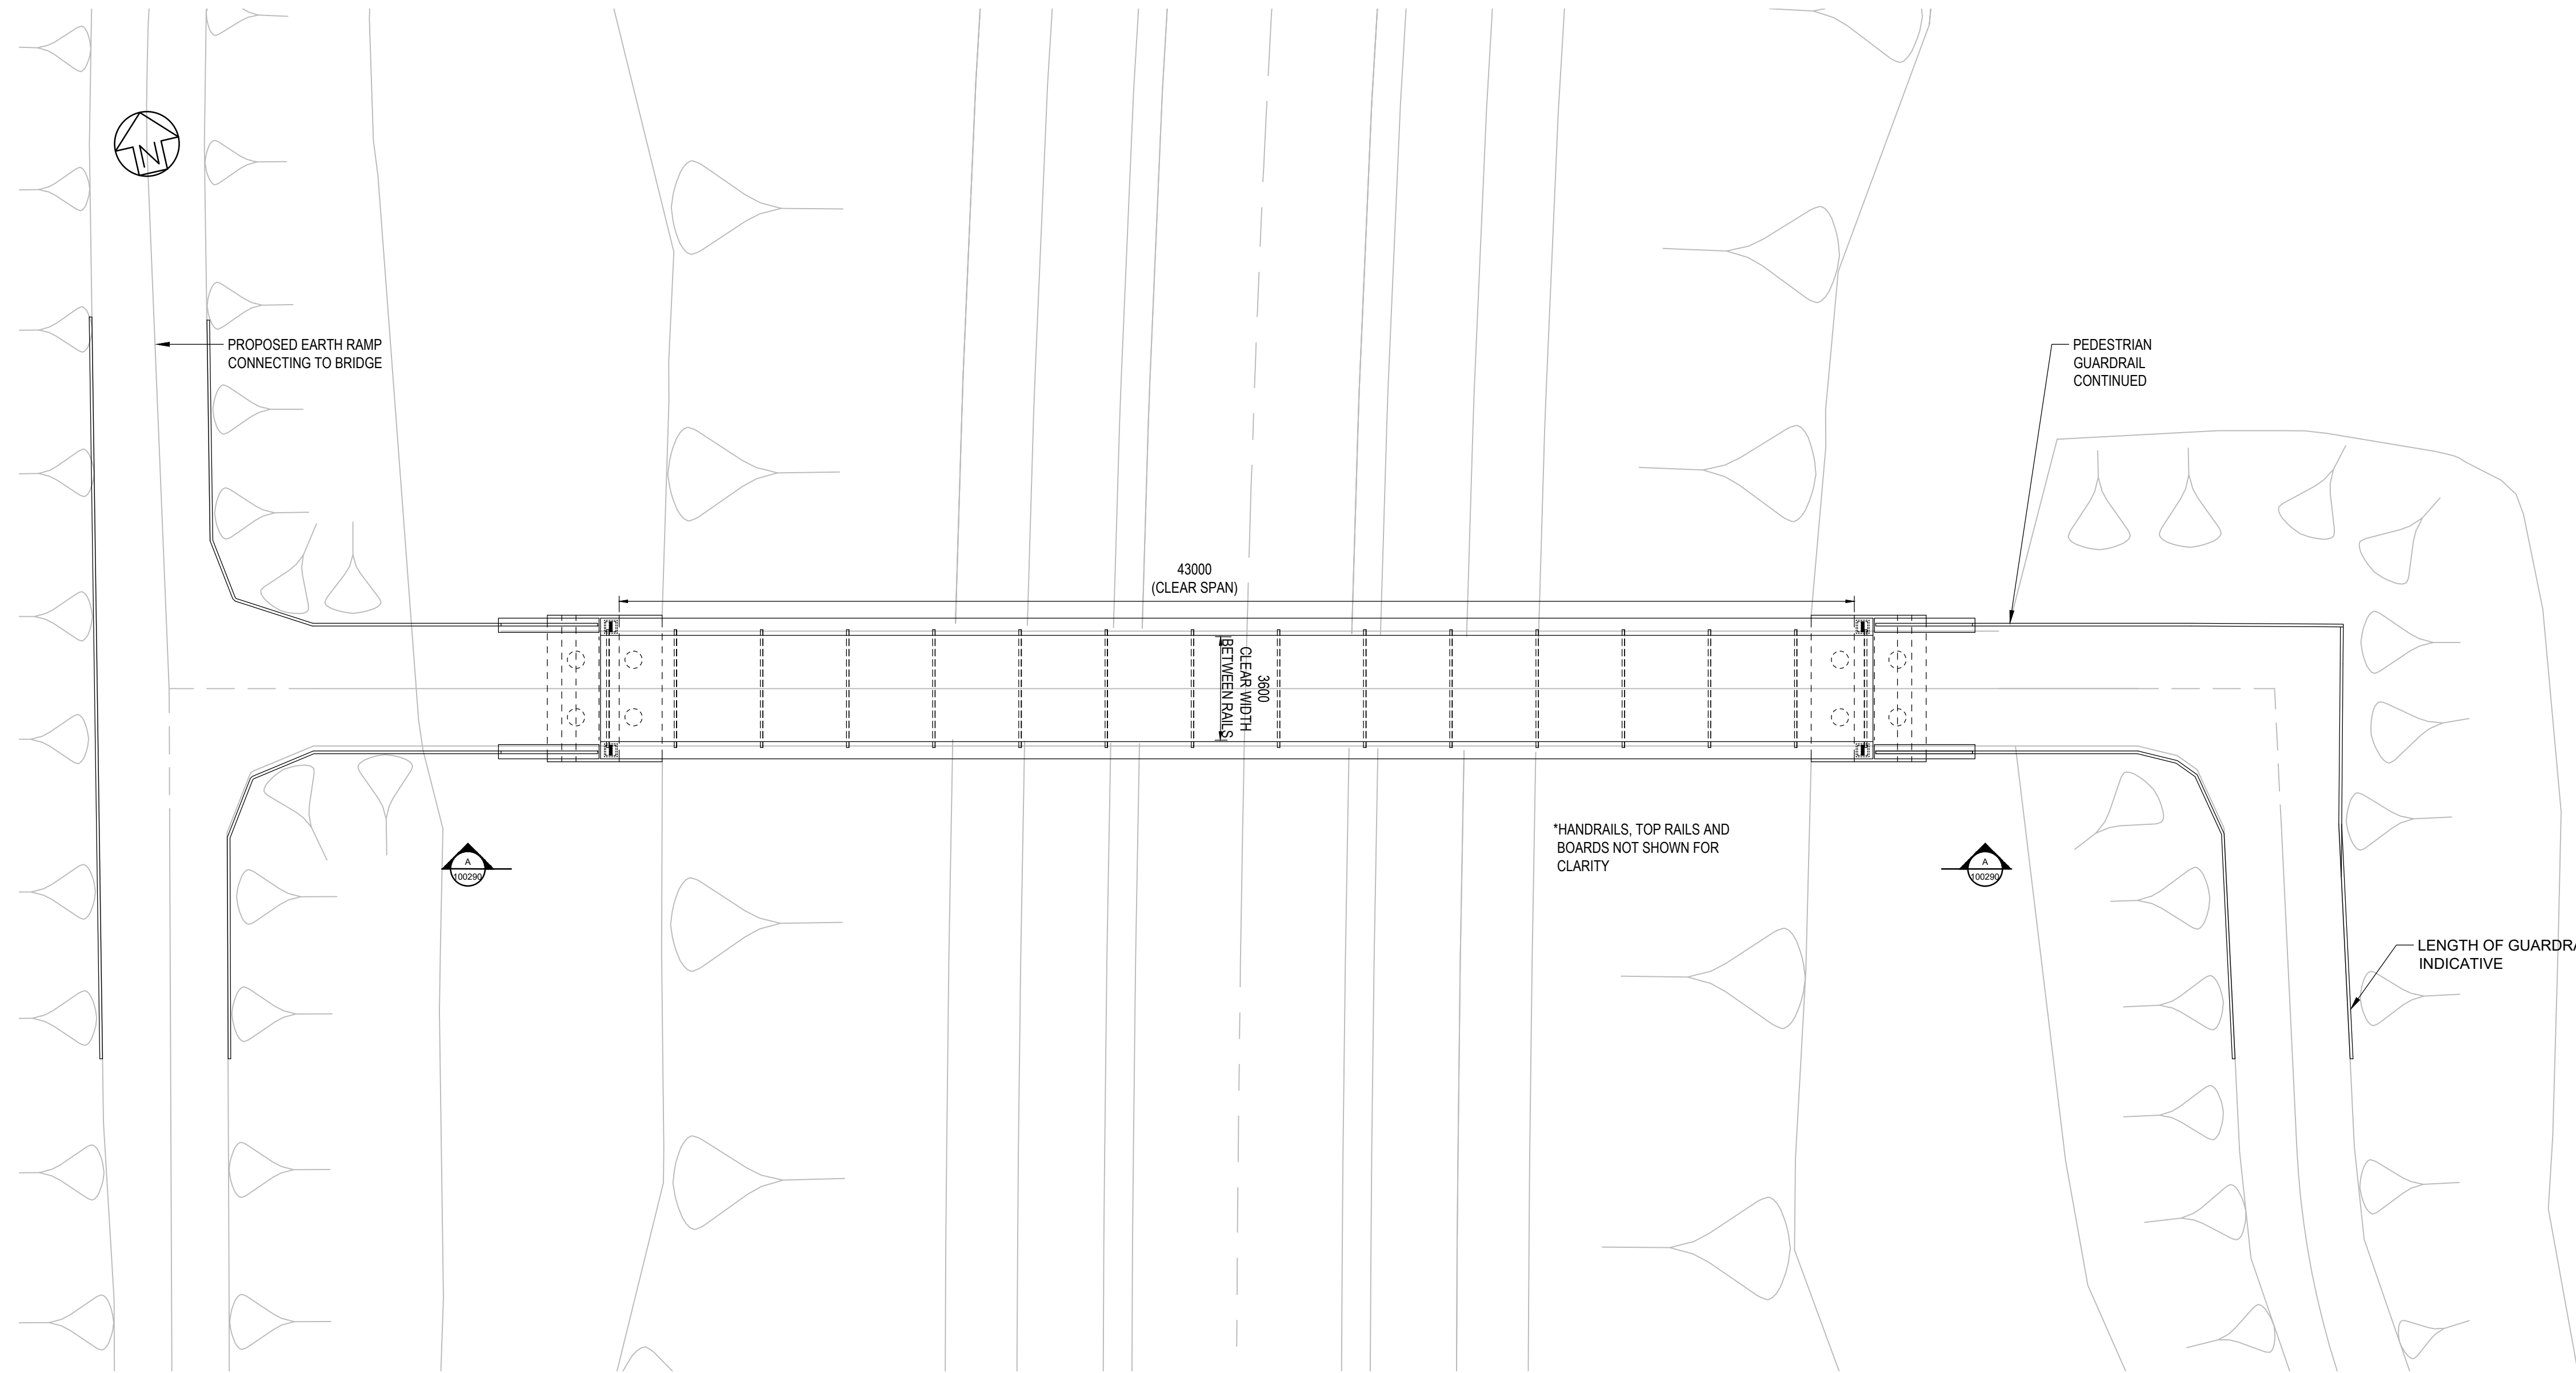 N
PROPOSED EARTH RAMP
CONNECTING TO BRIDGE
PEDESTRIAN
GUARDRAIL
CONTINUED
43000
(CLEAR SPAN)
3600
CLEAR WIDTH
BETWEEN RAILS
*HANDRAILS, TOP RAILS AND
BOARDS NOT SHOWN FOR
CLARITY
A
100290
A
100290
LENGTH OF GUARDRA
INDICATIVE